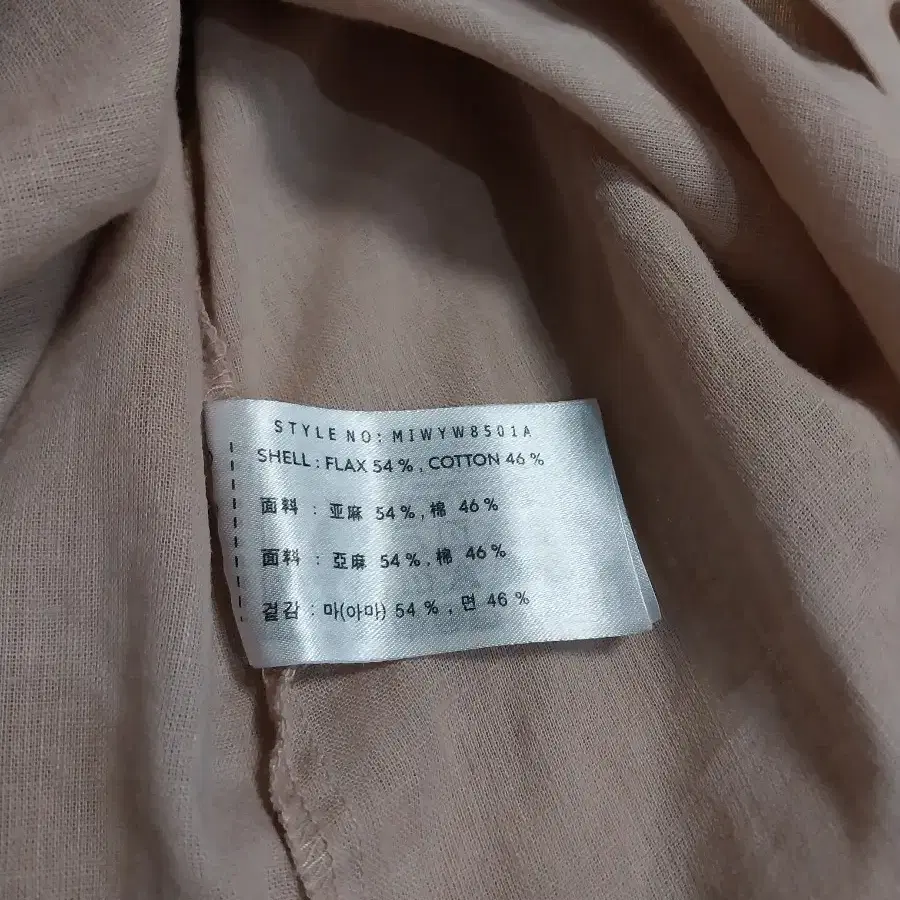 STYLE NO: MIWYW8501A
SHELL : FLAX 54 % , COTTON 46 %
面料 : 亚麻 54 % , 棉 46 %
面料 : 亞麻 54 % , 棉 46 %
겉감 : 마(아마) 54 % , 면 46 %